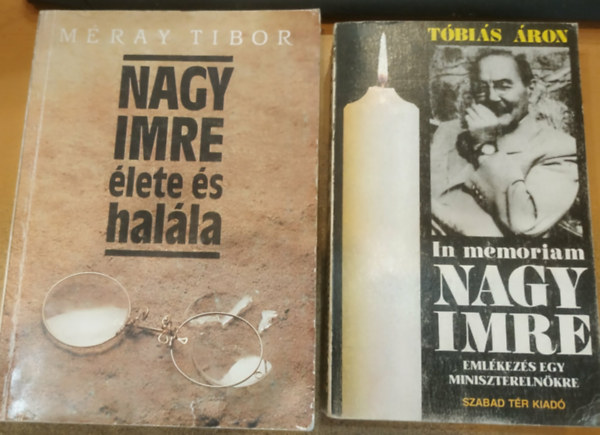 MÉRAY TIBOR
NAGY
IMRE
élete és
halála
TÓBIÁS ÁRON
In memoriam
NAGY
IMRE
EMLÉKEZÉS EGY
MINISZTERELNÖKRE
SZABAD TÉR KIADÓ